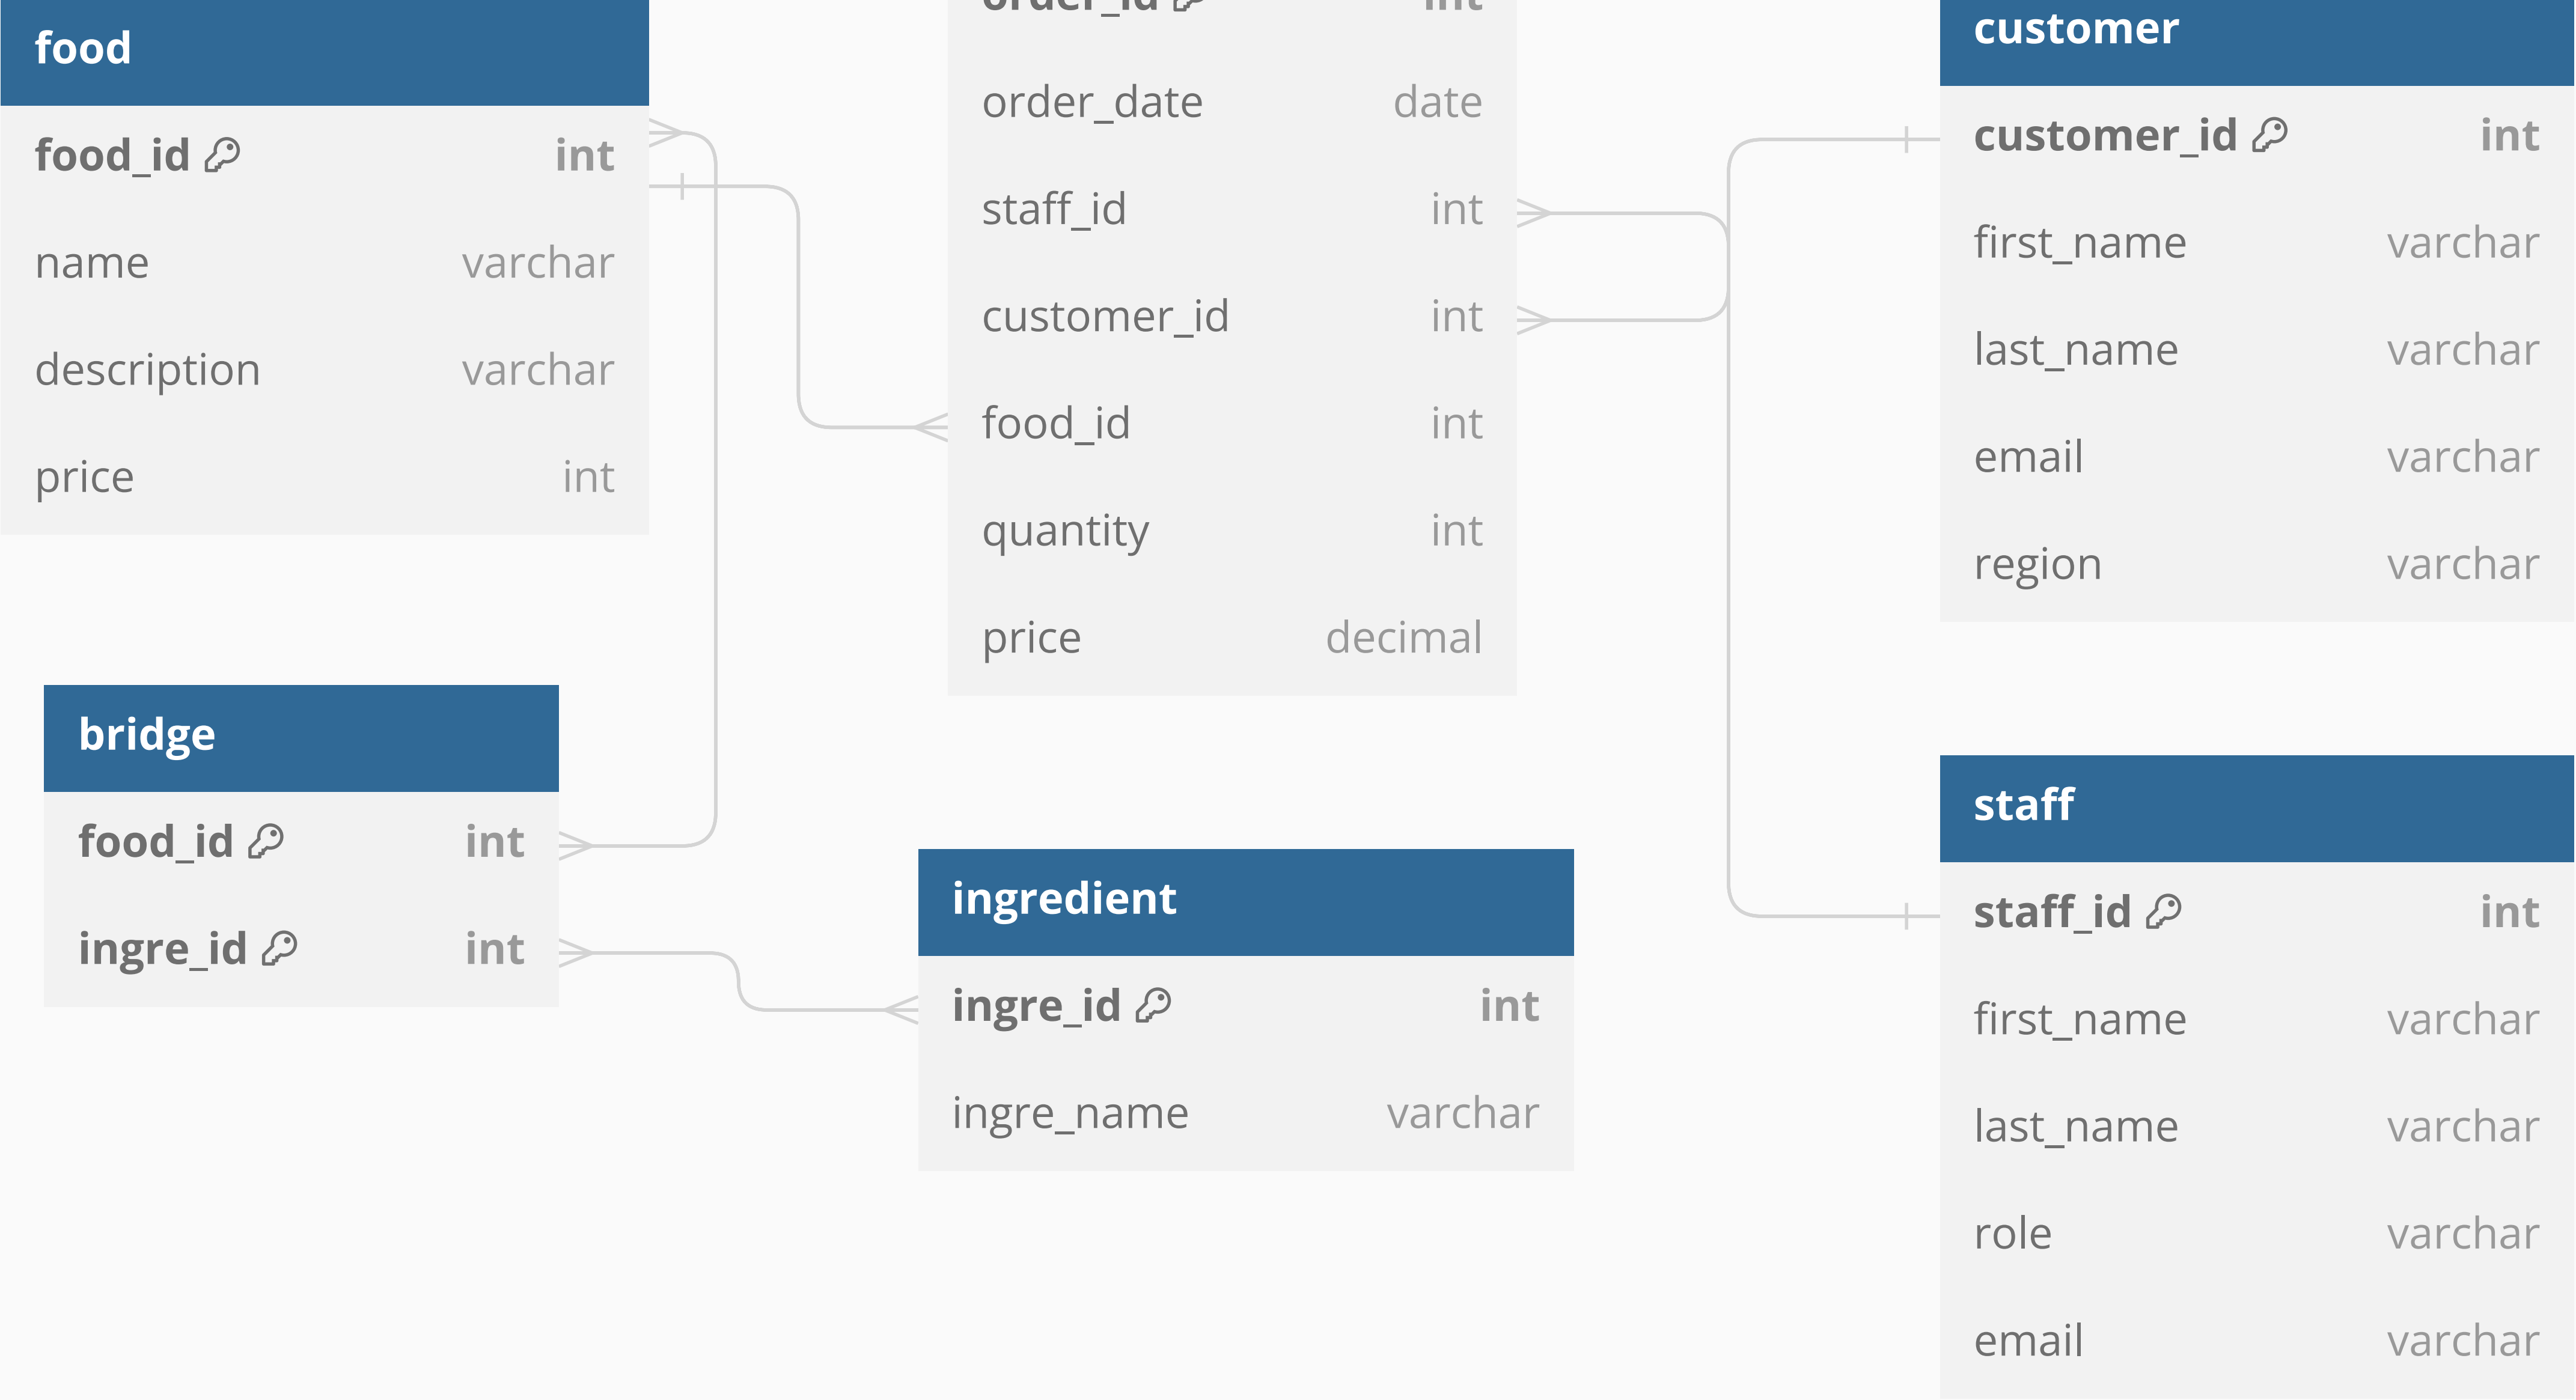 food
food_id int
name varchar
description varchar
price int
order_id int
order_date date
staff_id int
customer_id int
food_id int
quantity int
price decimal
customer
customer_id int
first_name varchar
last_name varchar
email varchar
region varchar
bridge
food_id int
ingre_id int
ingredient
ingre_id int
ingre_name varchar
staff
staff_id int
first_name varchar
last_name varchar
role varchar
email varchar